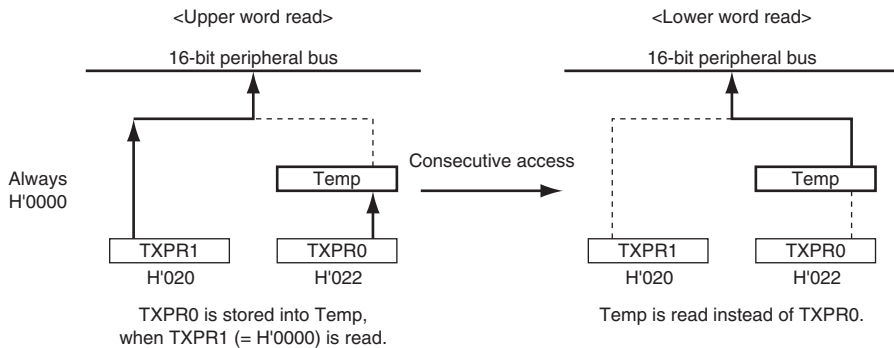 <Upper word read>
16-bit peripheral bus
Always
H'0000
Temp
TXPR1
H'020
TXPR0
H'022
TXPR0 is stored into Temp,
when TXPR1 (= H'0000) is read.
Consecutive access
<Lower word read>
16-bit peripheral bus
Temp
TXPR1
H'020
TXPR0
H'022
Temp is read instead of TXPR0.